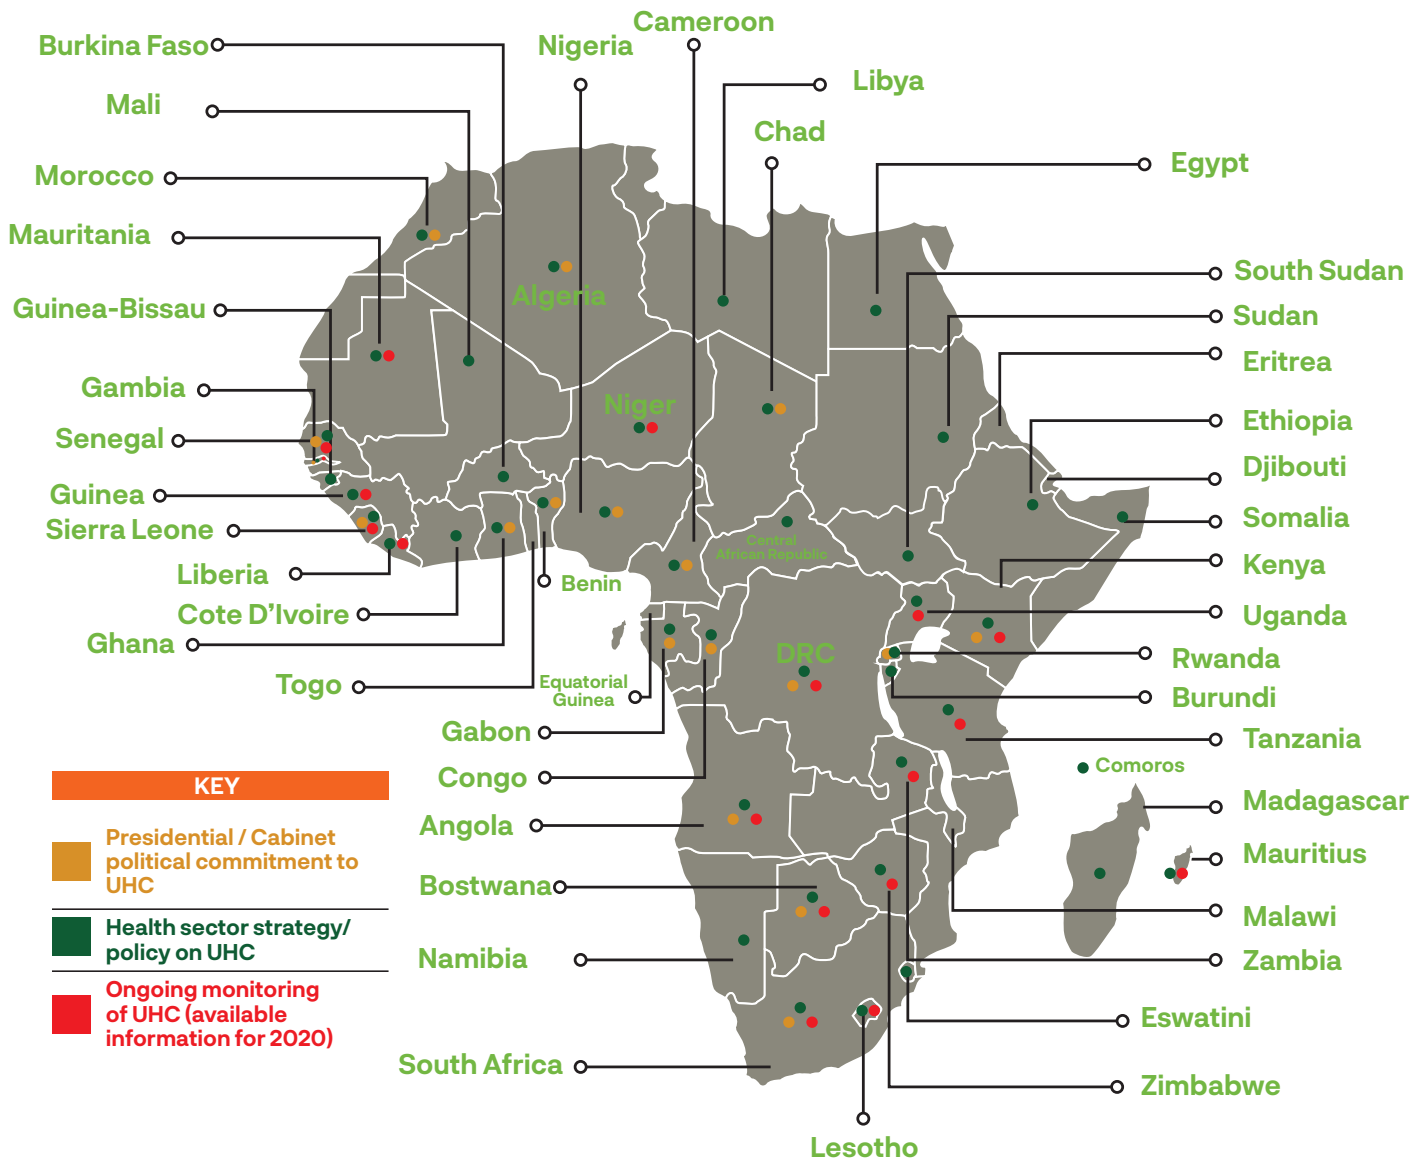 Cameroon
Burkina Faso
Nigeria
Libya
Mali
Chad
Egypt
Morocco
Mauritania
South Sudan
Algeria
Guinea-Bissau
Sudan
Eritrea
Gambia
Niger
Ethiopia
Senegal
Djibouti
Guinea
Somalia
Sierra Leone
Central
African Republic
Kenya
Liberia
Benin
Cote D’Ivoire
Uganda
Ghana
DRC
Rwanda
Togo
Equatorial
Guinea
Burundi
Gabon
Tanzania
Comoros
Congo
KEY
Madagascar
Angola
Presidential / Cabinet
political commitment to
UHC
Mauritius
Bostwana
Malawi
Health sector strategy/
policy on UHC
Namibia
Zambia
Ongoing monitoring
of UHC (available
information for 2020)
Eswatini
South Africa
Zimbabwe
Lesotho